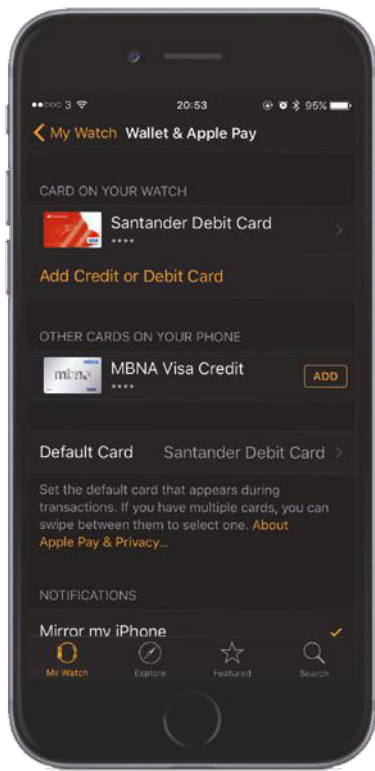 3 20:53 95%
My Watch Wallet & Apple Pay
CARD ON YOUR WATCH
Santander Debit Card
••••
Add Credit or Debit Card
OTHER CARDS ON YOUR PHONE
mbna
MBNA Visa Credit
••••
ADD
VISA
Default Card Santander Debit Card
Set the default card that appears during
transactions. If you have multiple cards, you can
swipe between them to select one. About
Apple Pay & Privacy...
NOTIFICATIONS
Mirror my iPhone
My Watch Explore Featured Search